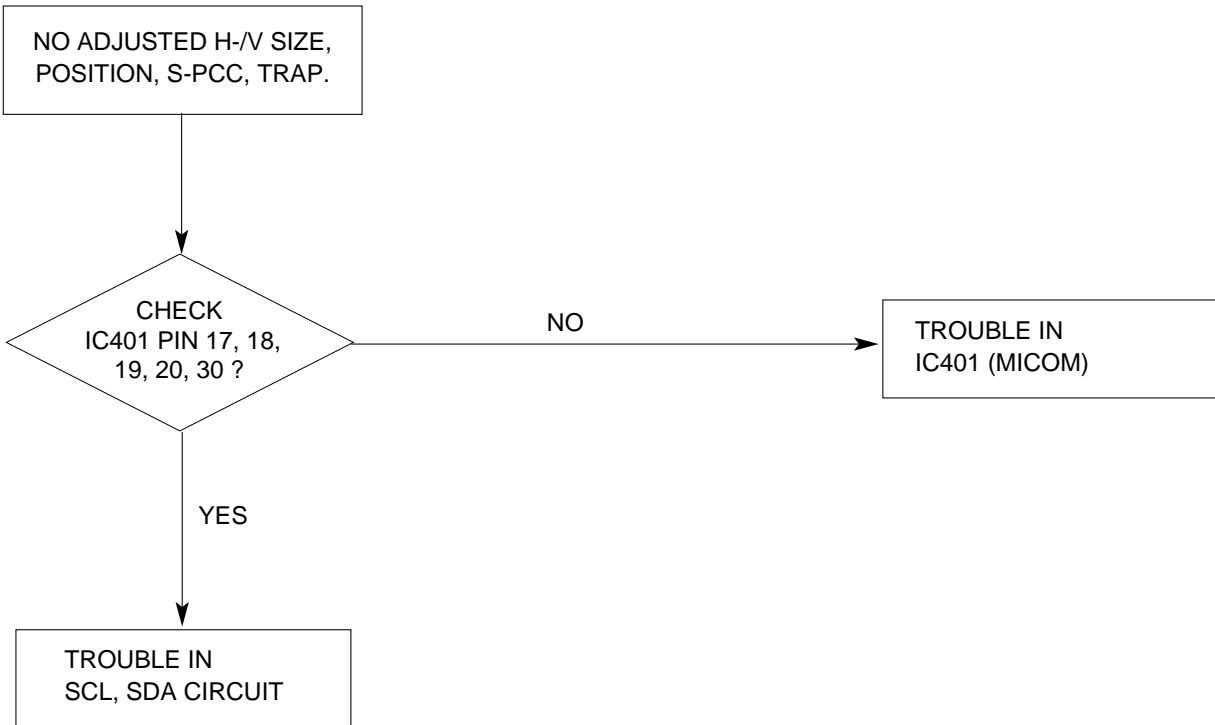 NO ADJUSTED H-/V SIZE,
POSITION, S-PCC, TRAP.
CHECK
IC401 PIN 17, 18,
19, 20, 30 ?
NO
TROUBLE IN
IC401 (MICOM)
YES
TROUBLE IN
SCL, SDA CIRCUIT